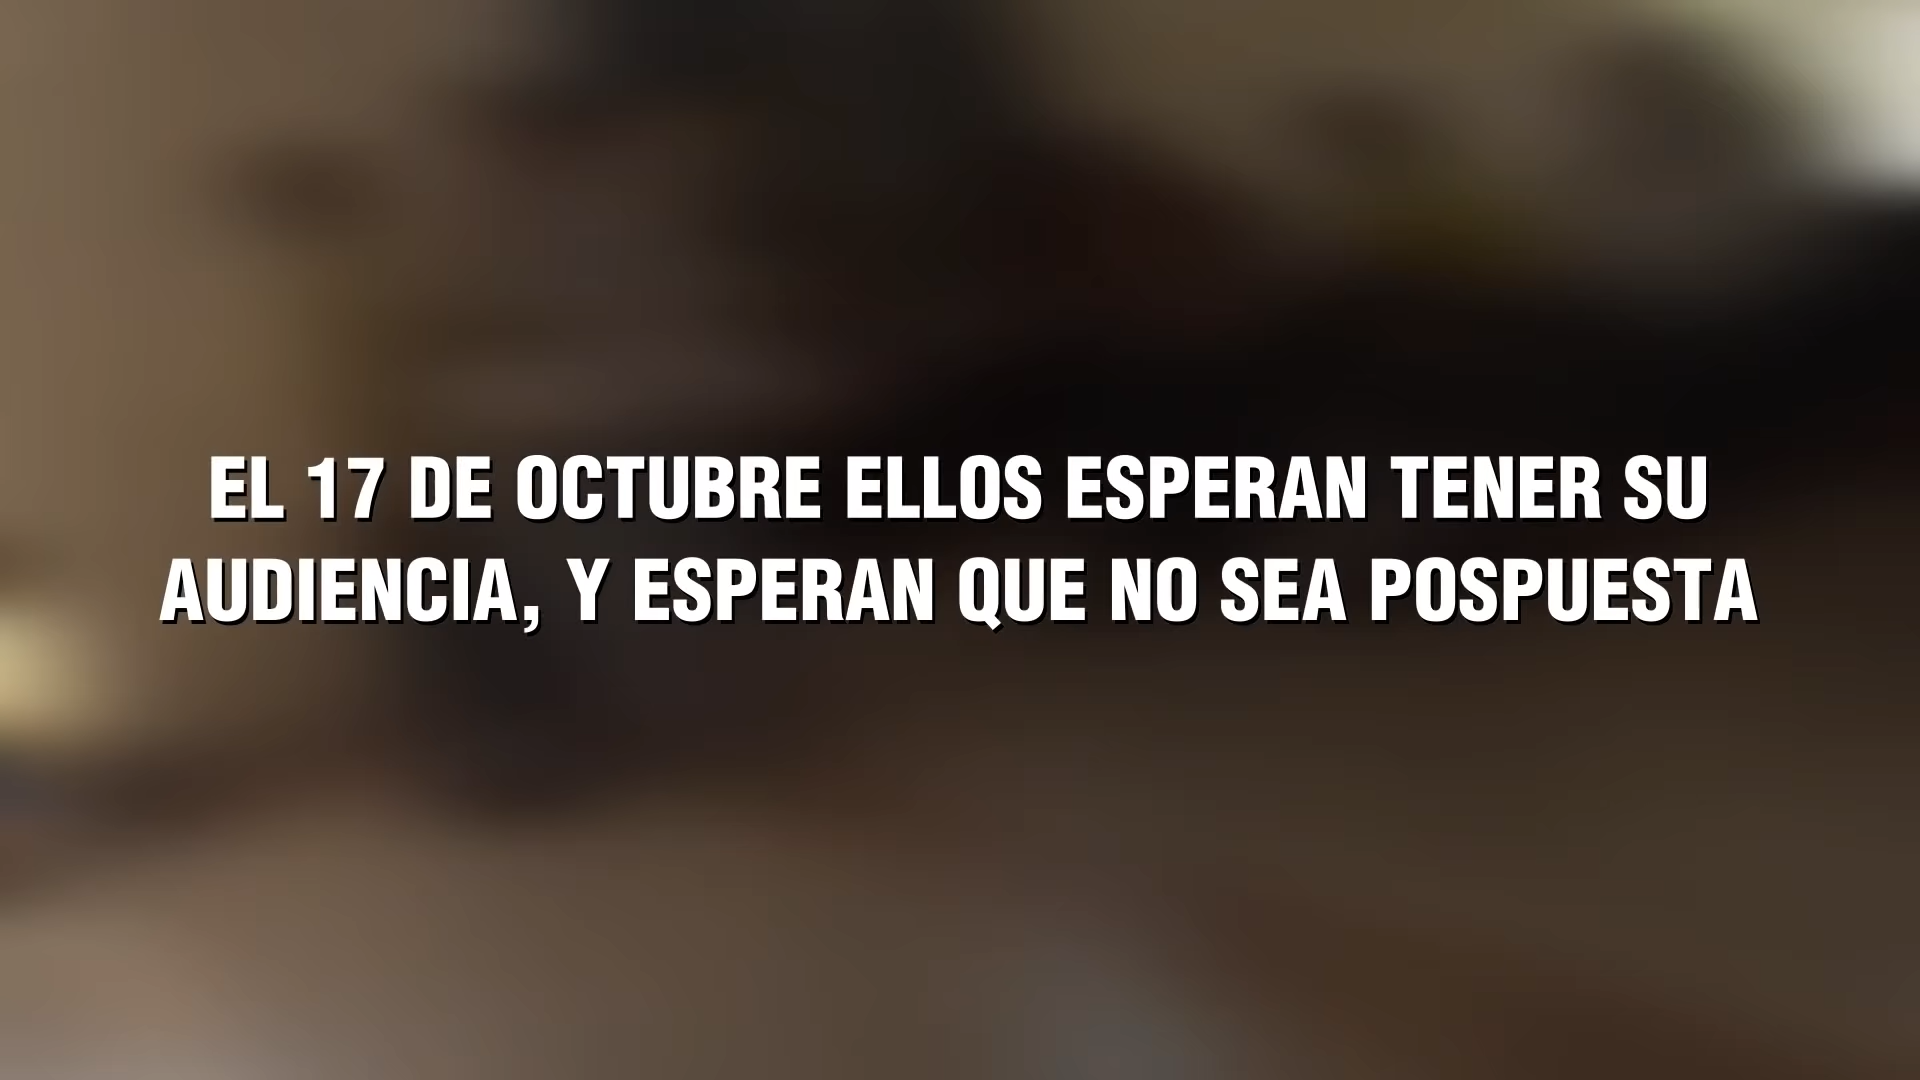 EL 17 DE OCTUBRE ELLOS ESPERAN TENER SU
AUDIENCIA, Y ESPERAN QUE NO SEA POSPUESTA